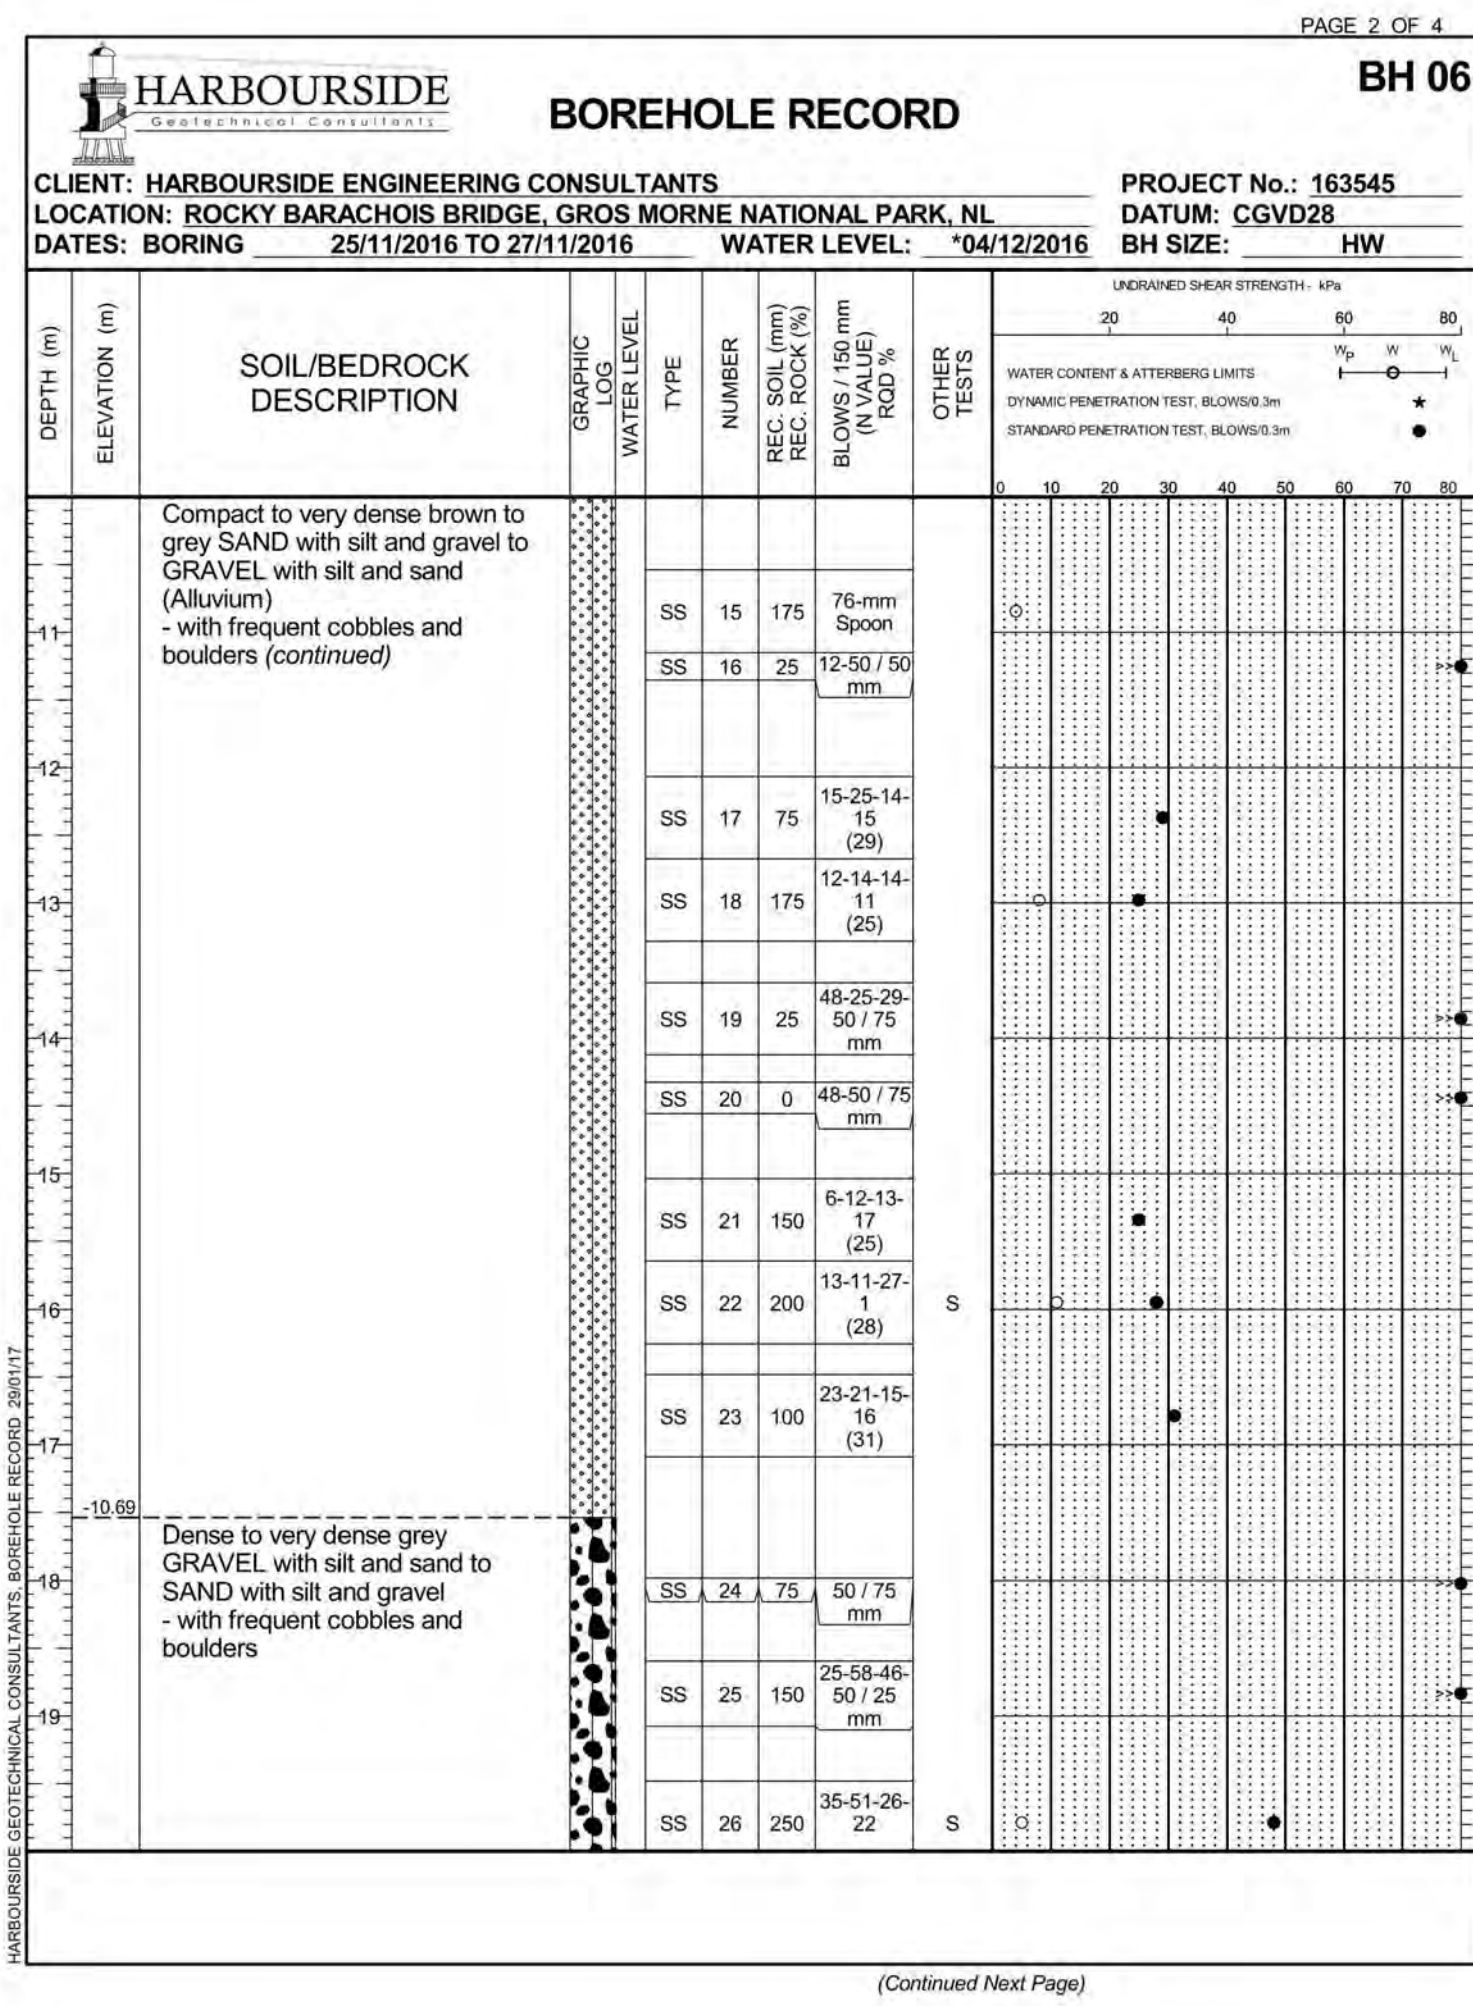 PAGE 2 OF 4
HARBOURSIDE
Geotechnical Consultants
BOREHOLE RECORD
BH 06
CLIENT: HARBOURSIDE ENGINEERING CONSULTANTS
PROJECT No.: 163545
LOCATION: ROCKY BARACHOIS BRIDGE, GROS MORNE NATIONAL PARK, NL
DATUM: CGVD28
DATES: BORING 25/11/2016 TO 27/11/2016
WATER LEVEL: *04/12/2016
BH SIZE: HW
DEPTH (m)
ELEVATION (m)
SOIL/BEDROCK
DESCRIPTION
GRAPHIC
LOG
WATER LEVEL
TYPE
NUMBER
REC. SOIL (mm)
REC. ROCK (%)
BLOWS / 150 mm
(N VALUE)
RQD %
OTHER
TESTS
UNDRAINED SHEAR STRENGTH - kPa
20 40 60 80
WP W WL
WATER CONTENT & ATTERBERG LIMITS
DYNAMIC PENETRATION TEST, BLOWS/0.3m ★
STANDARD PENETRATION TEST, BLOWS/0.3m ●
0 10 20 30 40 50 60 70 80
Compact to very dense brown to
grey SAND with silt and gravel to
GRAVEL with silt and sand
(Alluvium)
- with frequent cobbles and
boulders (continued)
SS 15 175 76-mm
Spoon
11
SS 16 25 12-50 / 50
mm
>>
12
SS 17 75 15-25-14-
15
(29)
SS 18 175 12-14-14-
11
(25)
13
SS 19 25 48-25-29-
50 / 75
mm
>>
14
SS 20 0 48-50 / 75
mm
>>
15
SS 21 150 6-12-13-
17
(25)
SS 22 200 13-11-27-
1
(28)
S
16
SS 23 100 23-21-15-
16
(31)
17
-10.69
Dense to very dense grey
GRAVEL with silt and sand to
SAND with silt and gravel
- with frequent cobbles and
boulders
18
SS 24 75 50 / 75
mm
>>
SS 25 150 25-58-46-
50 / 25
mm
>>
19
SS 26 250 35-51-26-
22
S
HARBOURSIDE GEOTECHNICAL CONSULTANTS, BOREHOLE RECORD 29/01/17
(Continued Next Page)